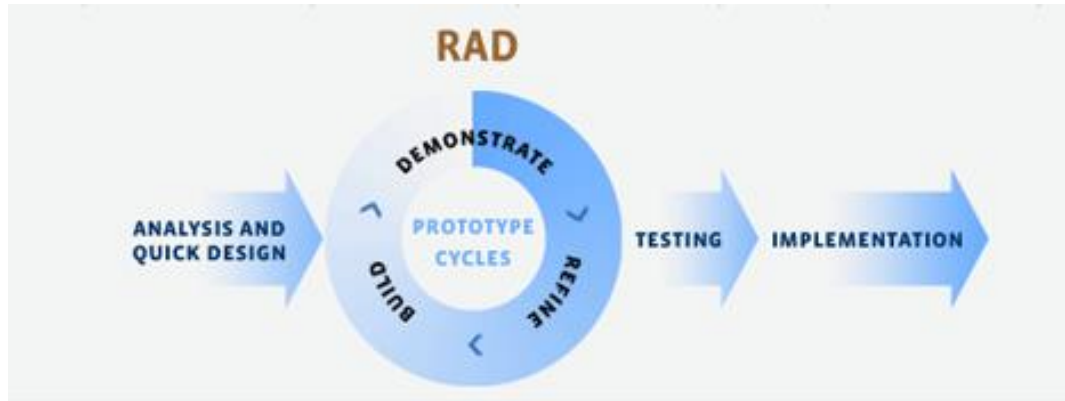 RAD
DEMONSTRATE
ANALYSIS AND
QUICK DESIGN
PROTOTYPE
CYCLES
BUILD
REFINE
TESTING
IMPLEMENTATION